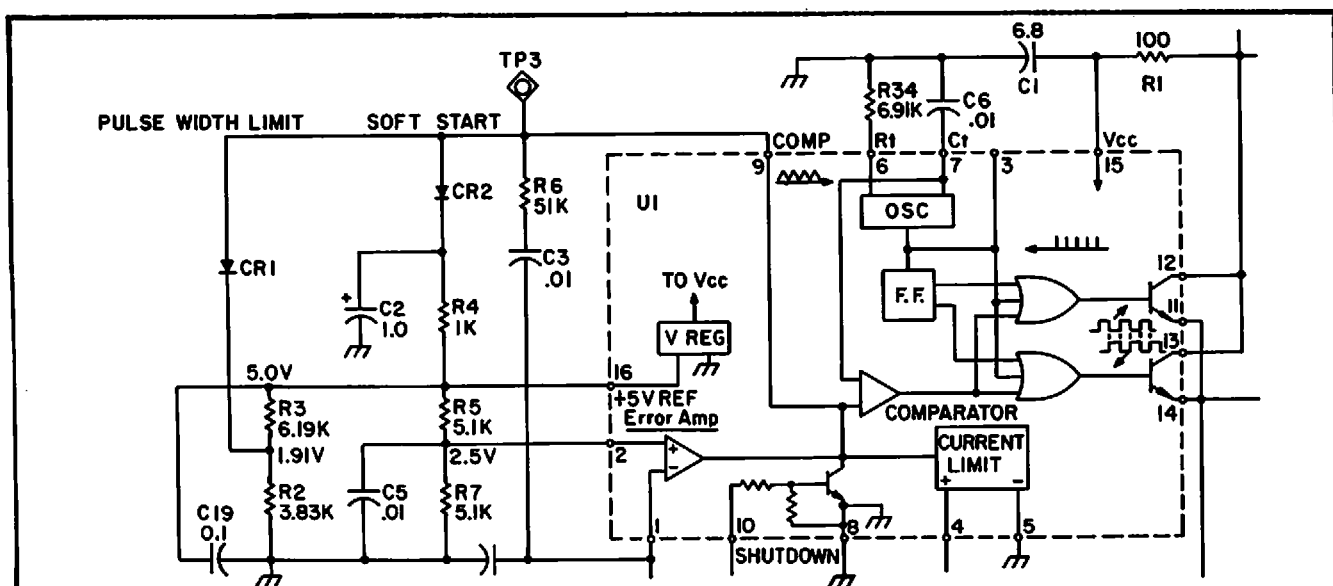 TP3
PULSE WIDTH LIMIT
SOFT START
6.8
C1
100
R1
R34
6.91K
C6
.01
COMP
9
Rt
6
Ct
7
3
Vcc
15
CR2
R6
51K
U1
OSC
CR1
C3
.01
C2
1.0
+
R4
1K
TO Vcc
V REG
F.F.
12
11
13
14
5.0V
16
+5V REF
Error Amp
R3
6.19K
R5
5.1K
COMPARATOR
1.91V
2.5V
2
+
-
CURRENT
LIMIT
+
-
R2
3.83K
C5
.01
R7
5.1K
C19
0.1
1
10
8
4
5
SHUTDOWN